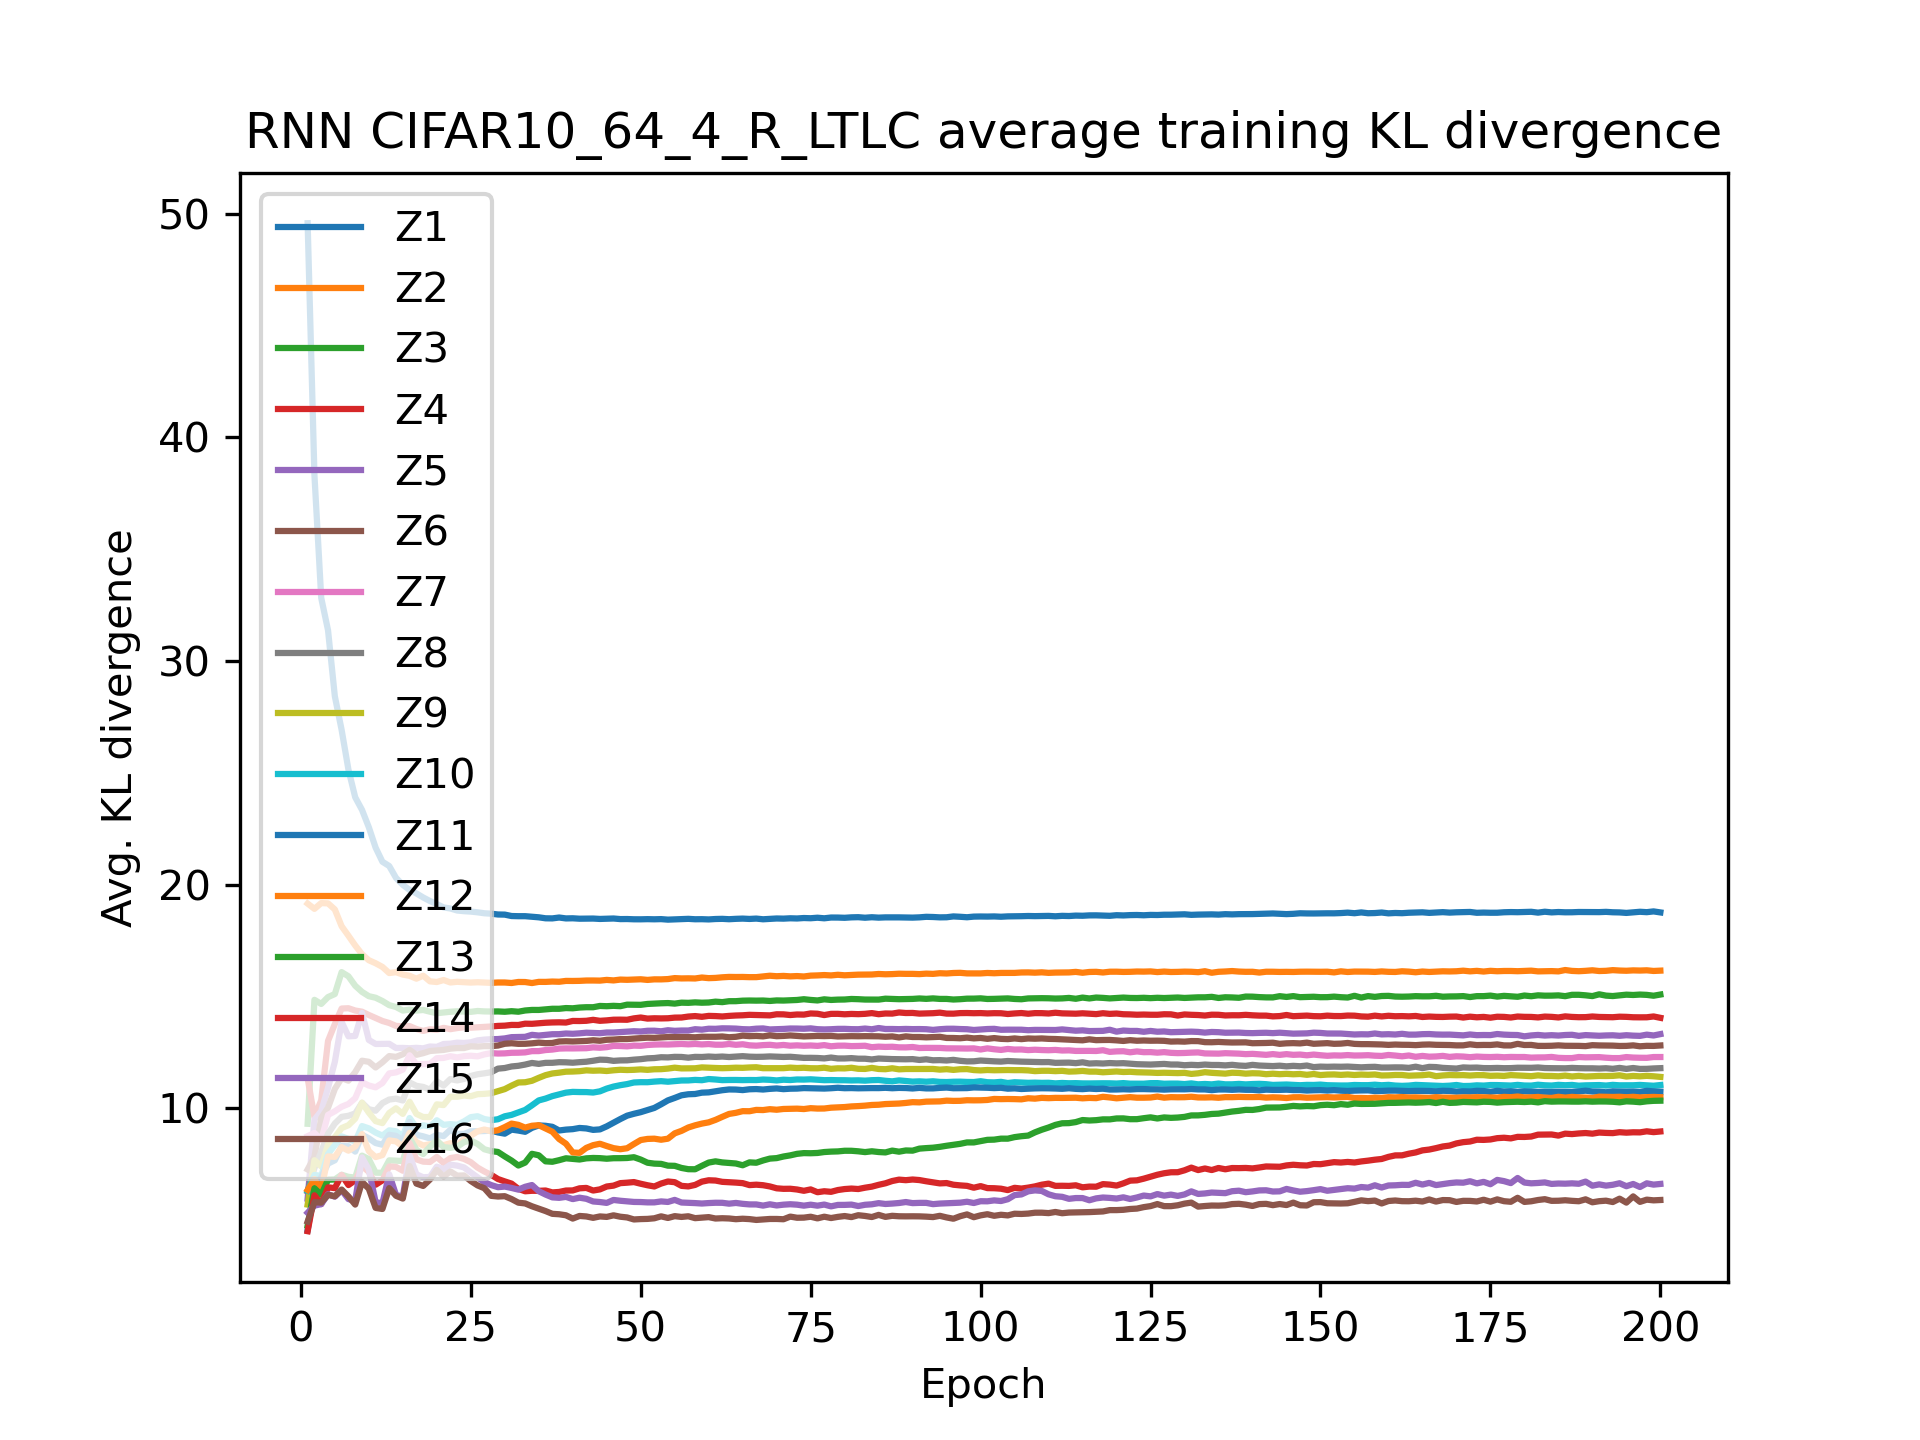 RNN CIFAR10_64_4_R_LTLC average training KL divergence
50
40
30
20
10
Avg. KL divergence
Z1
Z2
Z3
Z4
Z5
Z6
Z7
Z8
Z9
Z10
Z11
Z12
Z13
Z14
Z15
Z16
0 25 50 75 100 125 150 175 200
Epoch